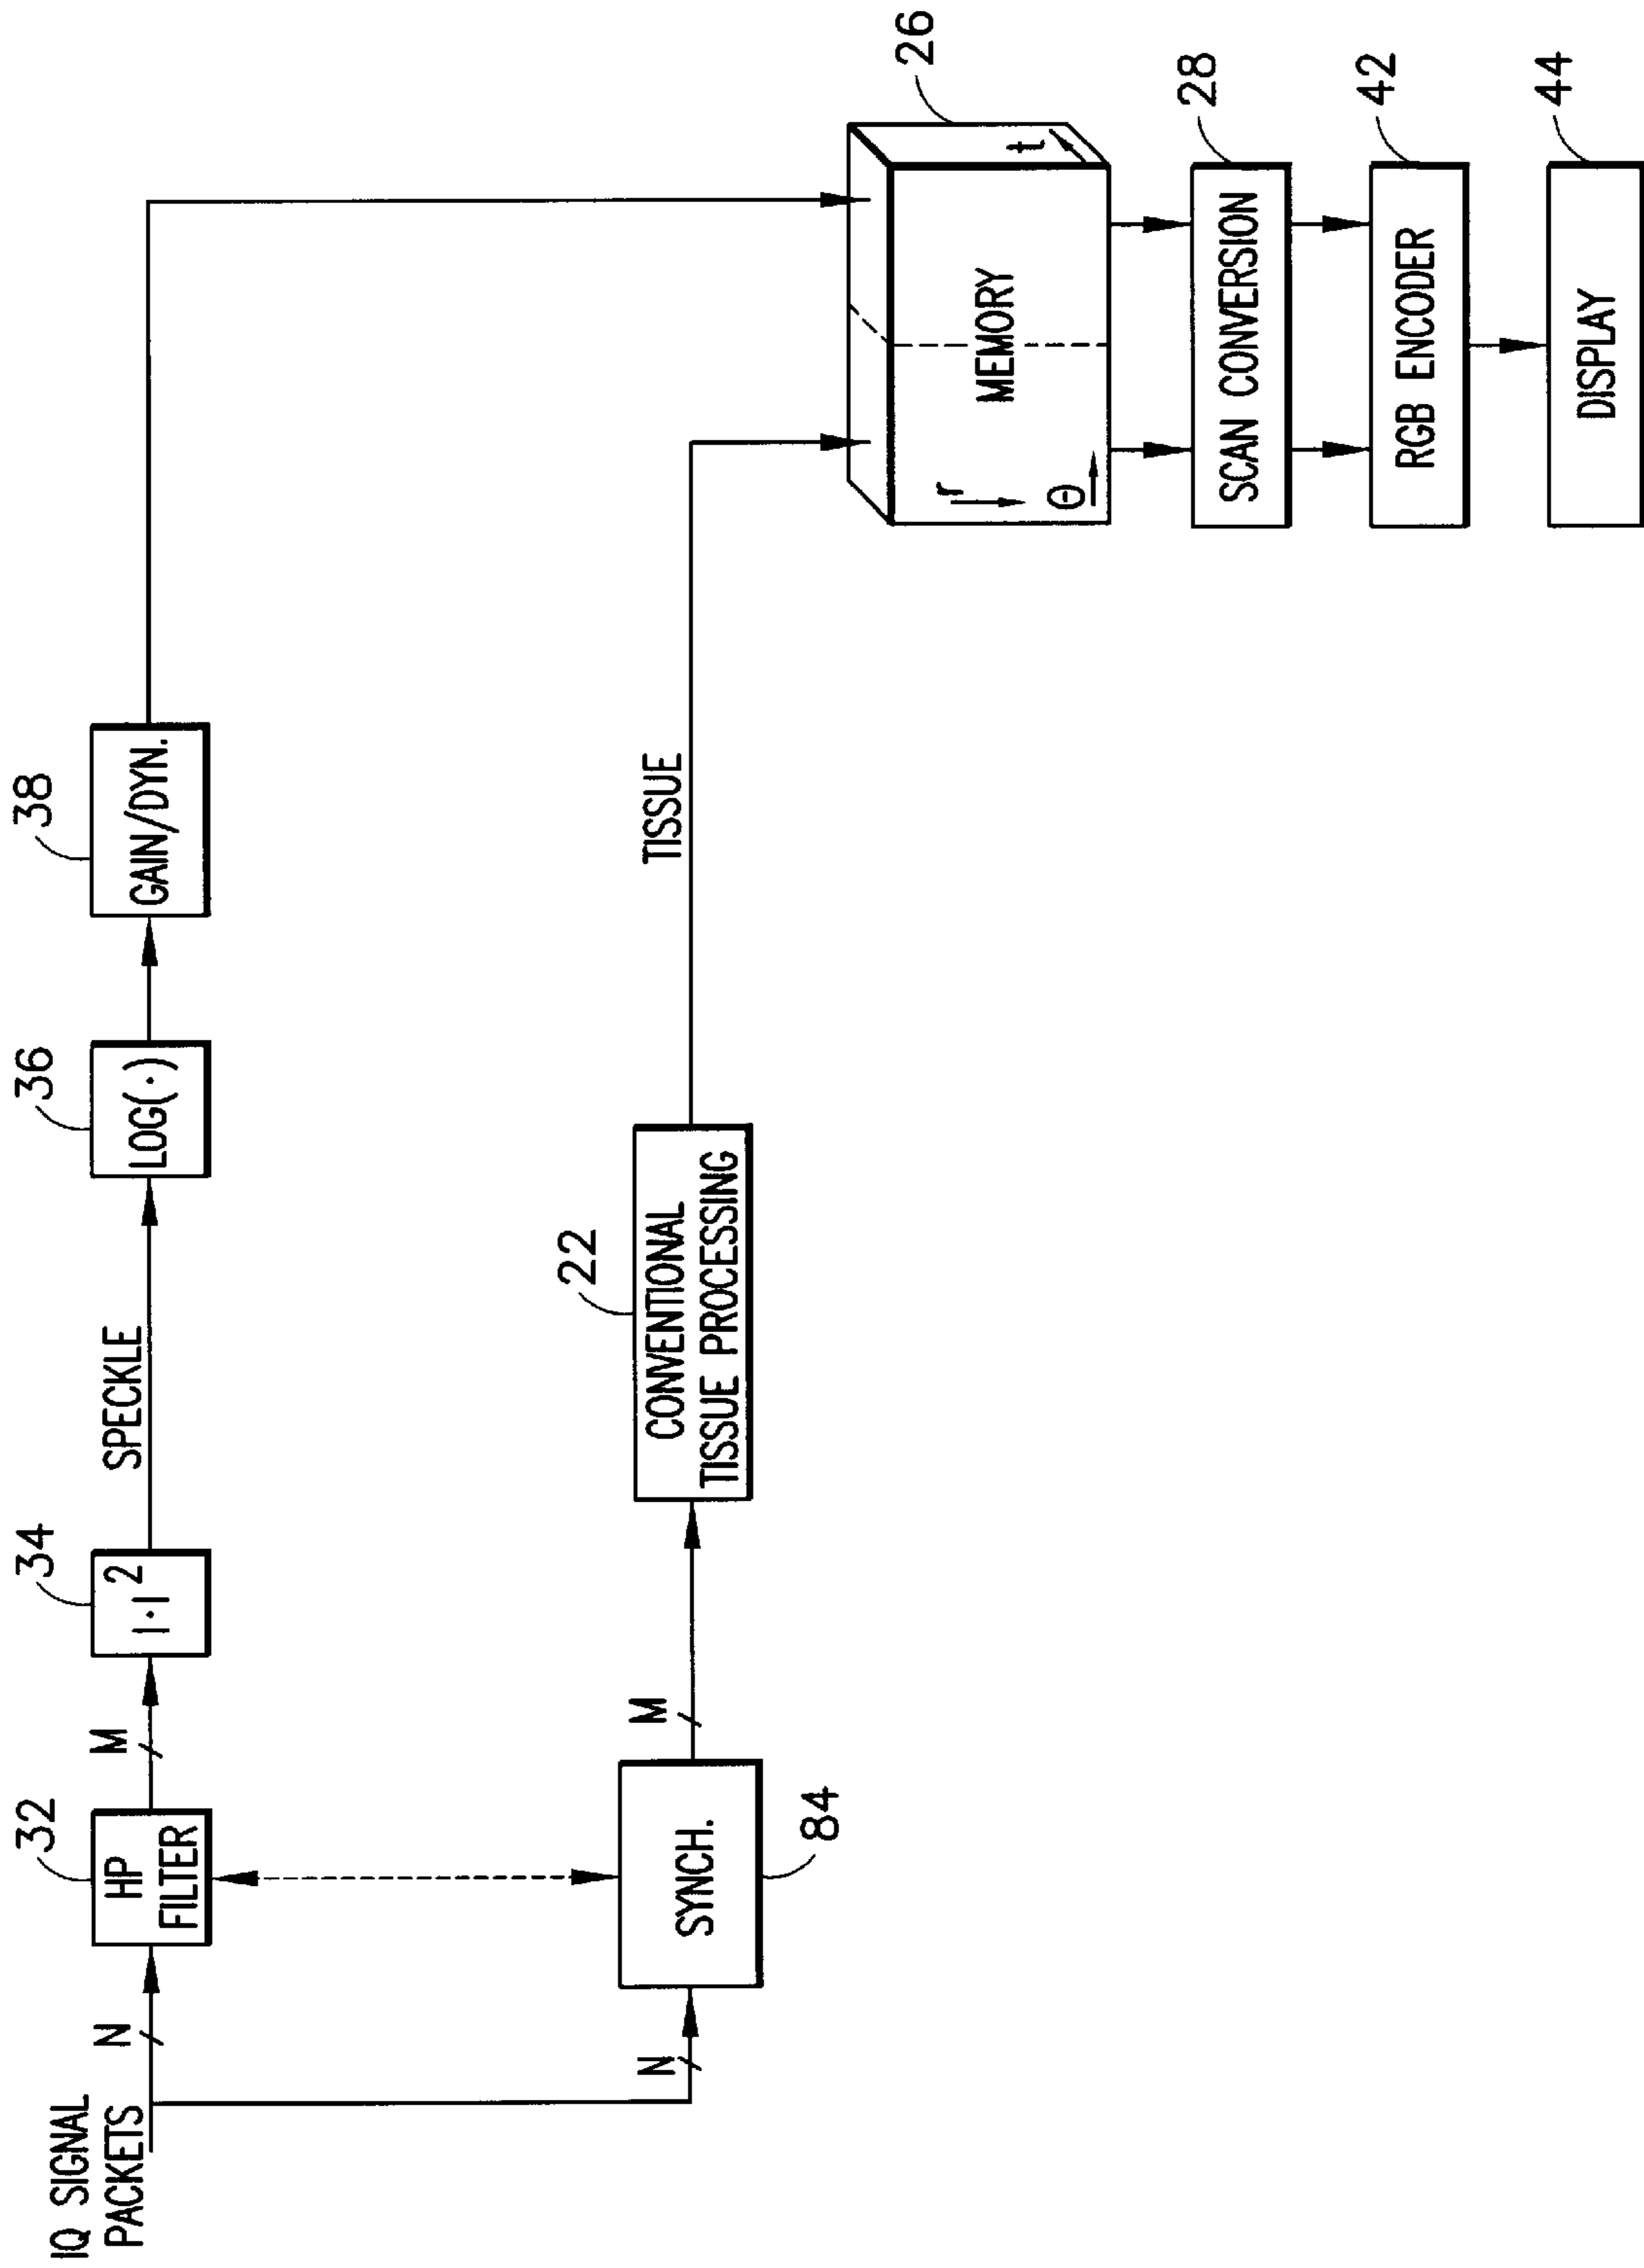 IQ SIGNAL
PACKETS
N
32
HP
FILTER
M
34
|·|²
SPECKLE
36
LOG(·)
38
GAIN/DYN.
N
SYNCH.
84
M
22
CONVENTIONAL
TISSUE PROCESSING
TISSUE
26
MEMORY
r
Θ
t
SCAN CONVERSION
28
RGB ENCODER
42
DISPLAY
44